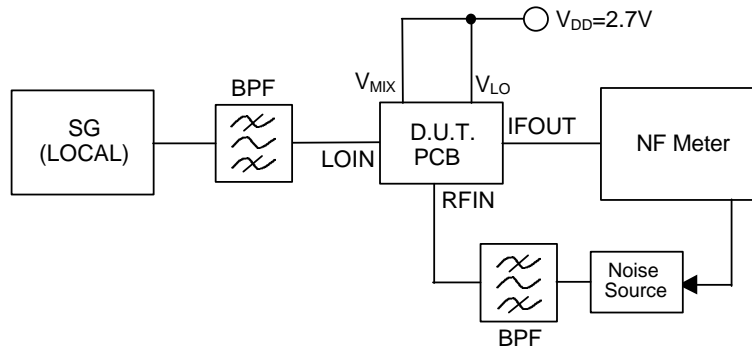 V_DD=2.7V
V_MIX
V_LO
BPF
SG
(LOCAL)
D.U.T.
PCB
IFOUT
NF Meter
LOIN
RFIN
Noise
Source
BPF